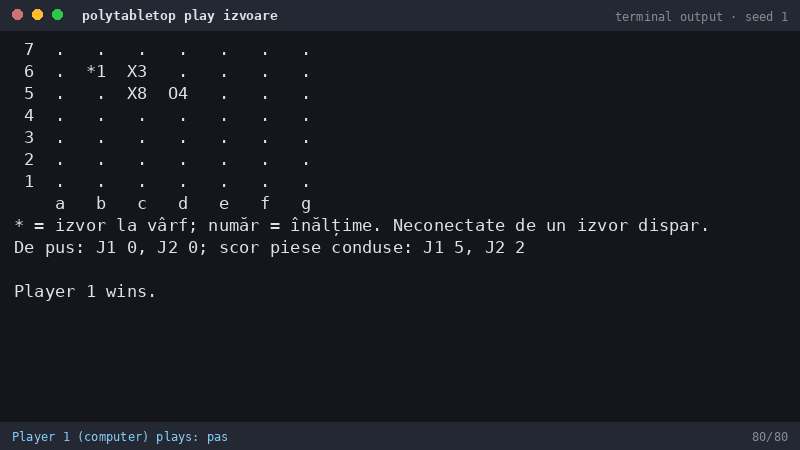 polytabletop play izvoare
terminal output · seed 1
7 . . . . . . .
6 . *1 X3 . . . .
5 . . X8 O4 . . .
4 . . . . . . .
3 . . . . . . .
2 . . . . . . .
1 . . . . . . .
a b c d e f g
* = izvor la vârf; număr = înălțime. Neconectate de un izvor dispar.
De pus: J1 0, J2 0; scor piese conduse: J1 5, J2 2
Player 1 wins.
Player 1 (computer) plays: pas
80/80